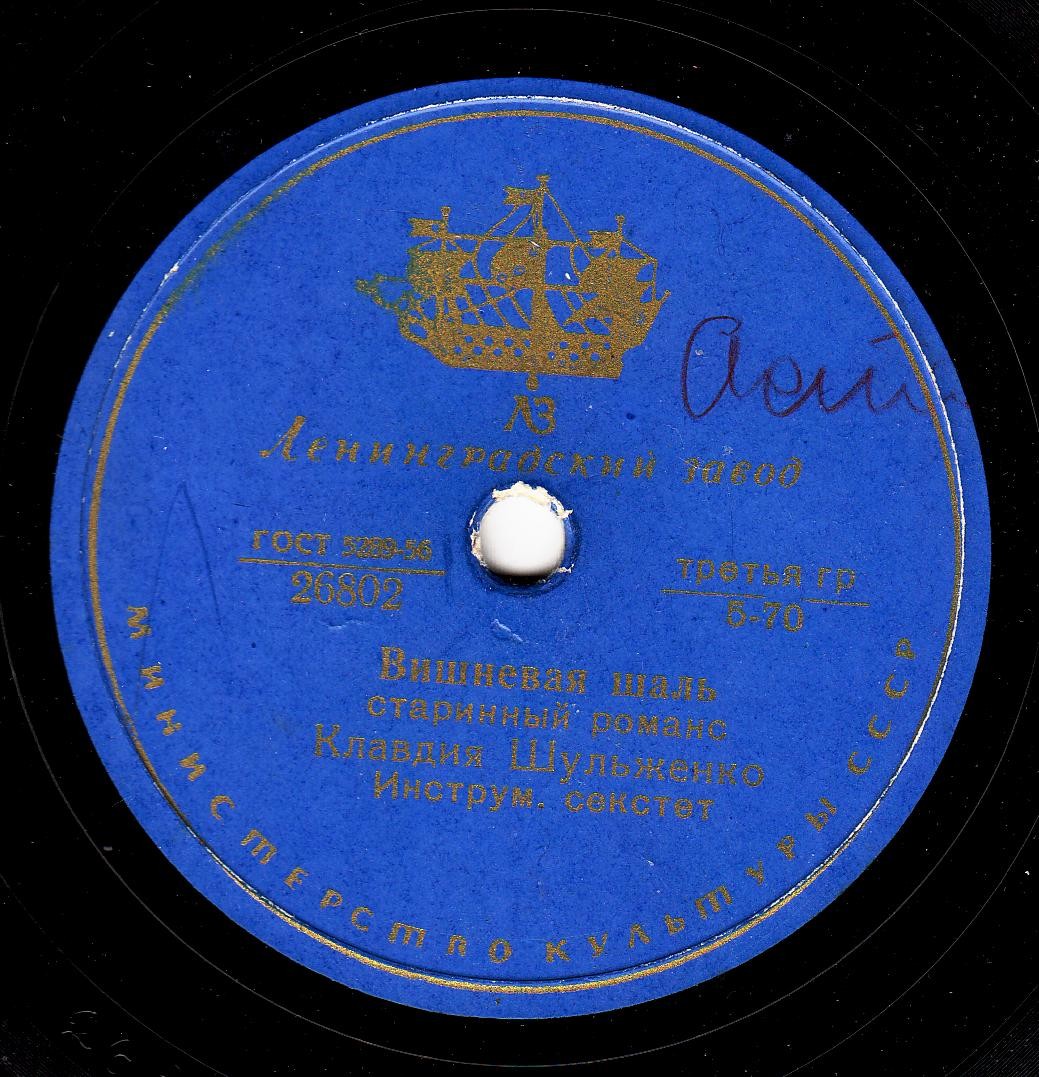 ЛЗ
Ленинградский завод
ГОСТ 5289-56
26802
третья гр
5-70
Вишневая шаль
старинный романс
Клавдия Шульженко
Инструм. секстет
МИНИСТЕРСТВО КУЛЬТУРЫ СССР